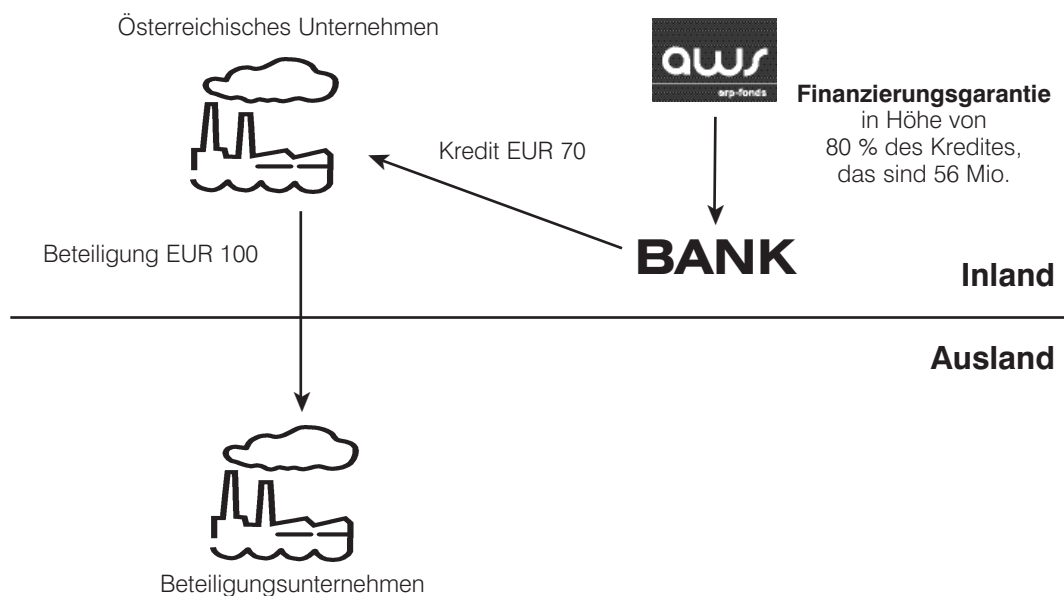 Österreichisches Unternehmen
aws
erp-fonds
Finanzierungsgarantie
in Höhe von
80 % des Kredites,
das sind 56 Mio.
Kredit EUR 70
Beteiligung EUR 100
BANK
Inland
Ausland
Beteiligungsunternehmen